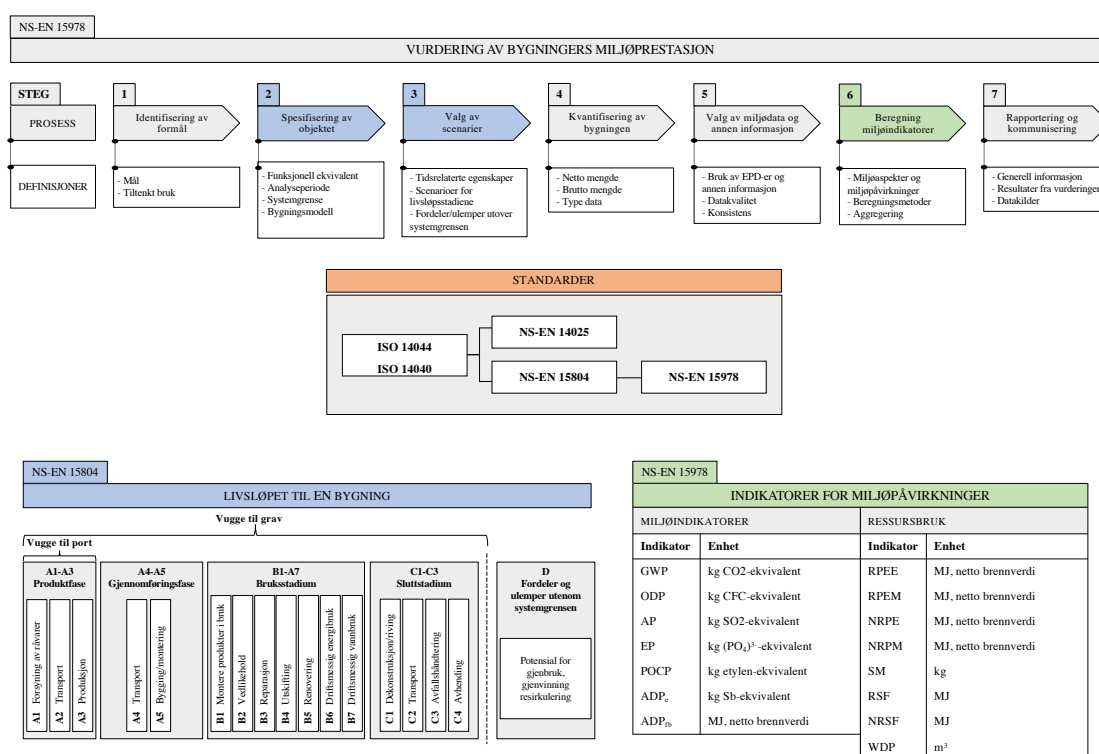 NS-EN 15978
VURDERING AV BYGNINGERS MILJØPRESTASJON
STEG
PROSESS
DEFINISJONER
1
Identifisering av
formål
- Mål
- Tiltenkt bruk
2
Spesifisering av
objektet
- Funksjonell ekvivalent
- Analyseperiode
- Systemgrense
- Bygningsmodell
3
Valg av
scenarier
- Tidsrelaterte egenskaper
- Scenarioer for
livsløpsstadiene
- Fordeler/ulemper utover
systemgrensen
4
Kvantifisering av
bygningen
- Netto mengde
- Brutto mengde
- Type data
5
Valg av miljødata og
annen informasjon
- Bruk av EPD-er og
annen informasjon
- Datakvalitet
- Konsistens
6
Beregning
miljøindikatorer
- Miljøaspekter og
miljøpåvirkninger
- Beregningsmetoder
- Aggregering
7
Rapportering og
kommunisering
- Generell informasjon
- Resultater fra vurderingen
- Datakilder
STANDARDER
ISO 14044
ISO 14040
NS-EN 14025
NS-EN 15804
NS-EN 15978
NS-EN 15804
LIVSLØPET TIL EN BYGNING
Vugge til grav
Vugge til port
A1-A3
Produktfase
A1 Forsyning av råvarer
A2 Transport
A3 Produksjon
A4-A5
Gjennomføringsfase
A4 Transport
A5 Bygging/montering
B1-A7
Bruksstadium
B1 Montere produkter i bruk
B2 Vedlikehold
B3 Reparasjon
B4 Utskifting
B5 Renovering
B6 Driftsmessig energibruk
B7 Driftsmessig vannbruk
C1-C3
Sluttstadium
C1 Dekonstruksjon/riving
C2 Transport
C3 Avfallshåndtering
C4 Avhending
D
Fordeler og
ulemper utenom
systemgrensen
Potensial for
gjenbruk,
gjenvinning
resirkulering
NS-EN 15978
INDIKATORER FOR MILJØPÅVIRKNINGER
MILJØINDIKATORER RESSURSBRUK
Indikator Enhet Indikator Enhet
GWP kg CO2-ekvivalent RPEE MJ, netto brennverdi
ODP kg CFC-ekvivalent RPEM MJ, netto brennverdi
AP kg SO2-ekvivalent NRPE MJ, netto brennverdi
EP kg (PO₄)³⁻-ekvivalent NRPM MJ, netto brennverdi
POCP kg etylen-ekvivalent SM kg
ADPₑ kg Sb-ekvivalent RSF MJ
ADP_fb MJ, netto brennverdi NRSF MJ
WDP m³